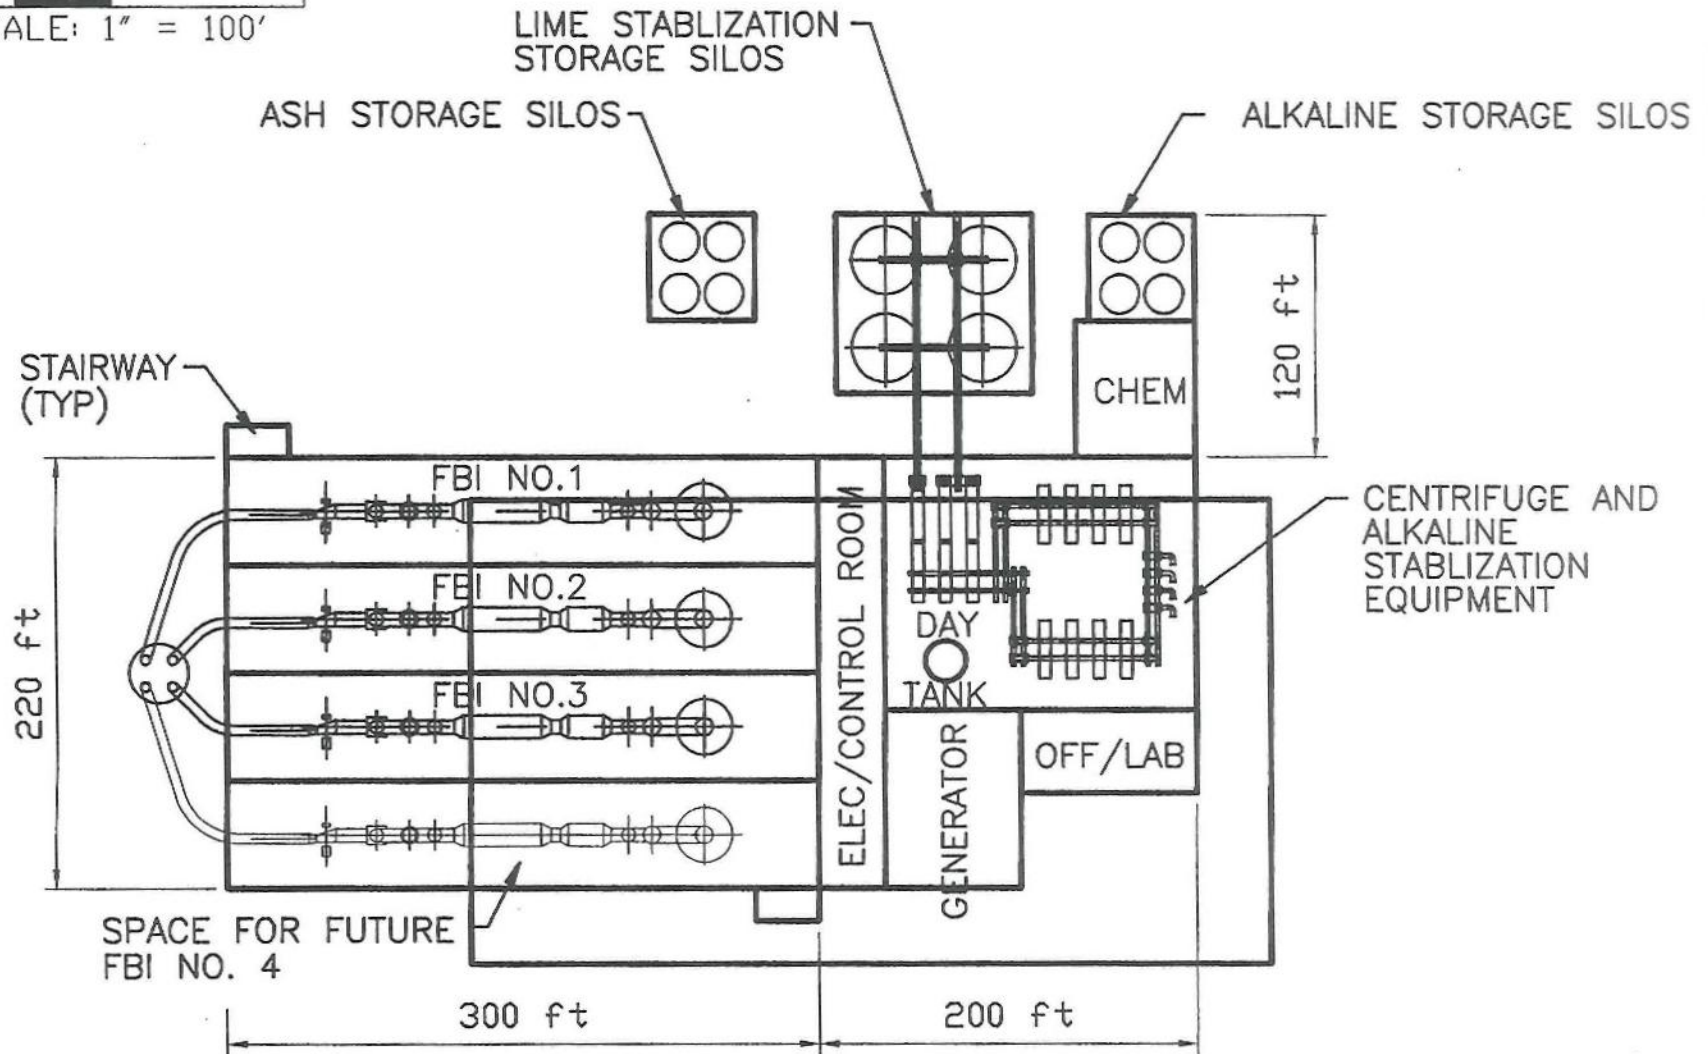 ALE: 1" = 100'
LIME STABLIZATION
STORAGE SILOS
ASH STORAGE SILOS
ALKALINE STORAGE SILOS
STAIRWAY
(TYP)
CHEM
120 ft
FBI NO.1
FBI NO.2
FBI NO.3
220 ft
ELEC/CONTROL ROOM
DAY
TANK
CENTRIFUGE AND
ALKALINE
STABLIZATION
EQUIPMENT
GENERATOR
OFF/LAB
SPACE FOR FUTURE
FBI NO. 4
300 ft
200 ft